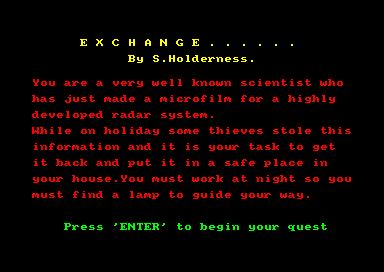 E X C H A N G E . . . . . .
By S.Holderness.
You are a very well known scientist who
has just made a microfilm for a highly
developed radar system.
While on holiday some thieves stole this
information and it is your task to get
it back and put it in a safe place in
your house.You must work at night so you
must find a lamp to guide your way.
Press 'ENTER' to begin your quest